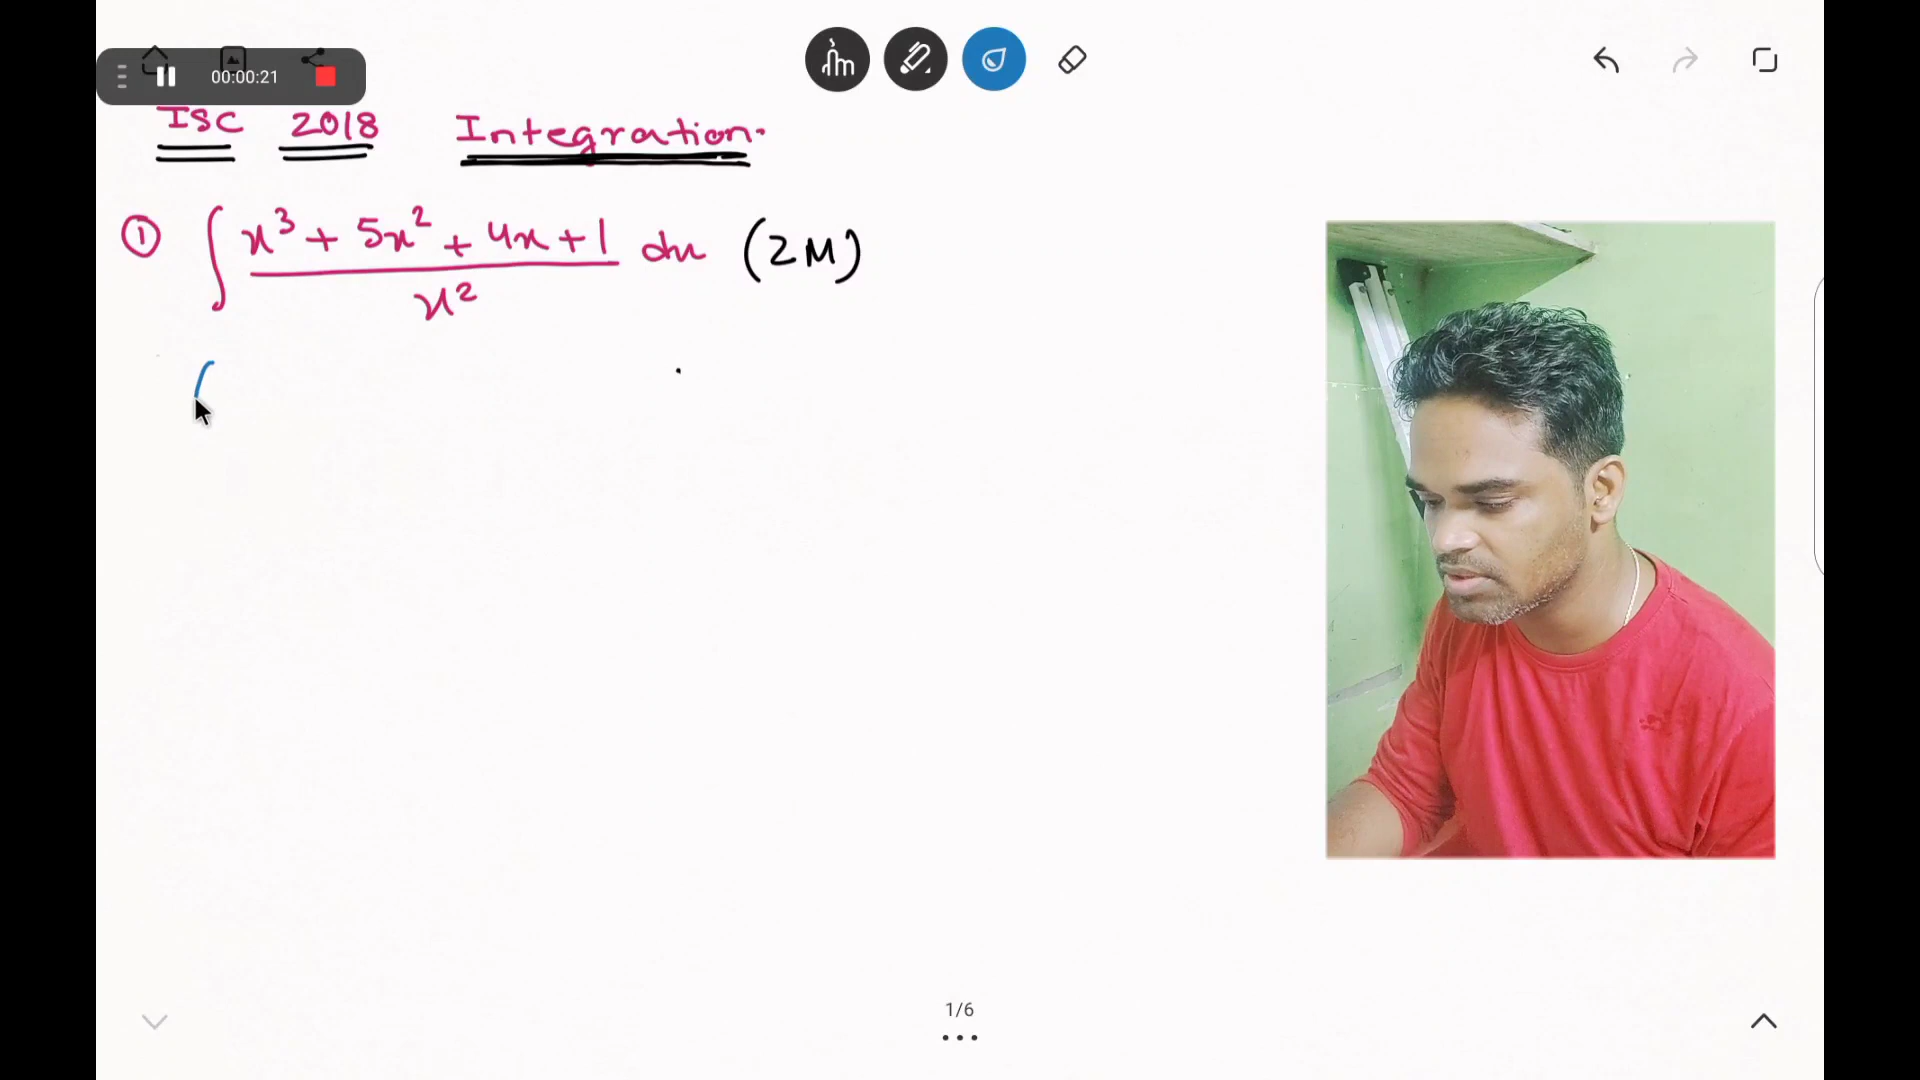 00:00:21
ISC 2018 Integration.
① ∫ x³ + 5x² + 4x + 1 / x² dx (2M)
1/6